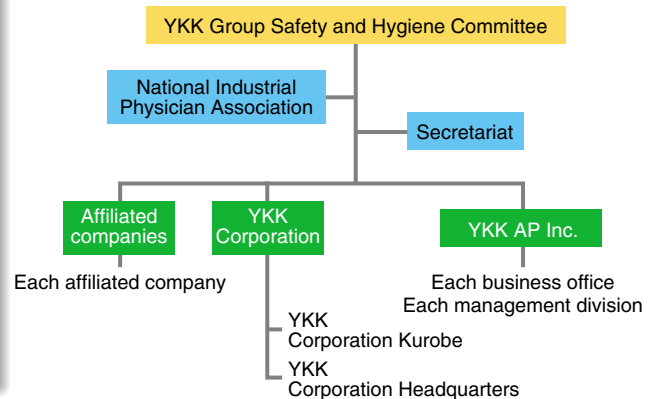 YKK Group Safety and Hygiene Committee
National Industrial
Physician Association
Secretariat
Affiliated
companies
YKK
Corporation
YKK AP Inc.
Each affiliated company
Each business office
Each management division
YKK
Corporation Kurobe
YKK
Corporation Headquarters